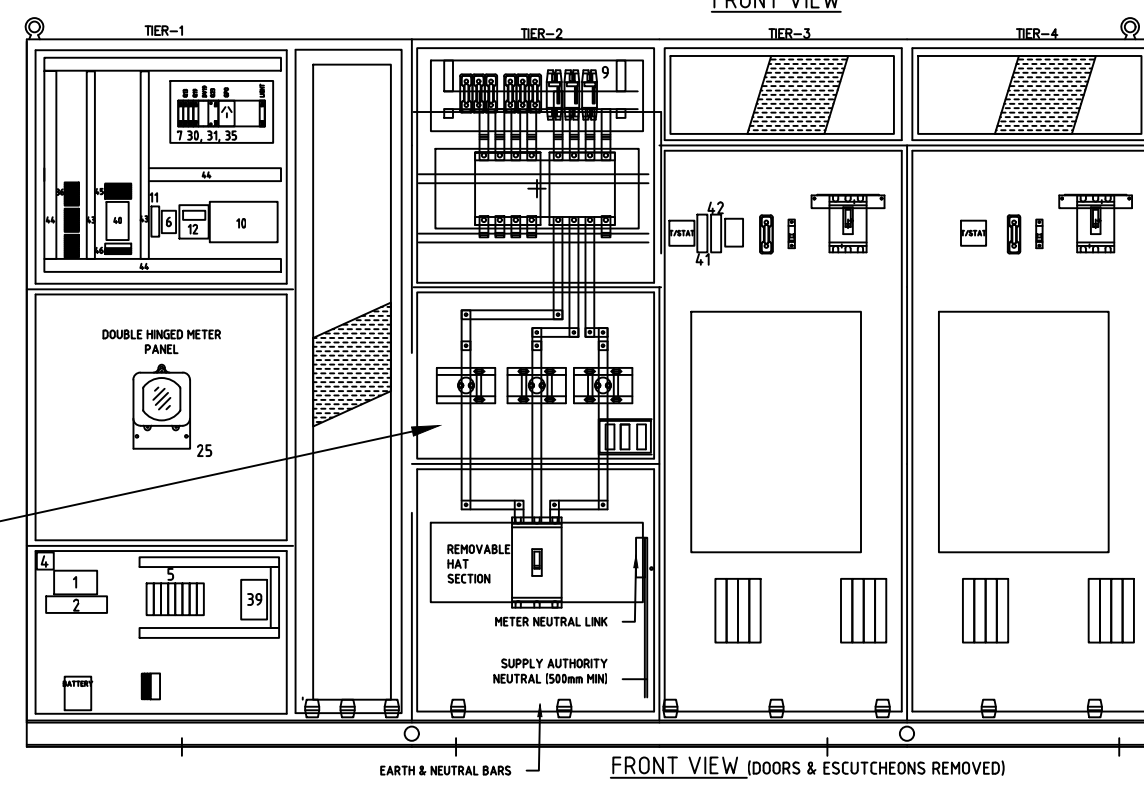 FRONT VIEW
TIER-1
TIER-2
TIER-3
TIER-4
9
LIGHT
7 30, 31, 35
44
36
45
11
42
44
43
40
43
6
12
10
T/STAT
T/STAT
46
41
44
DOUBLE HINGED METER
PANEL
25
4
1
5
2
39
REMOVABLE
HAT
SECTION
METER NEUTRAL LINK
SUPPLY AUTHORITY
NEUTRAL (500mm MIN)
BATTERY
EARTH & NEUTRAL BARS
FRONT VIEW (DOORS & ESCUTCHEONS REMOVED)